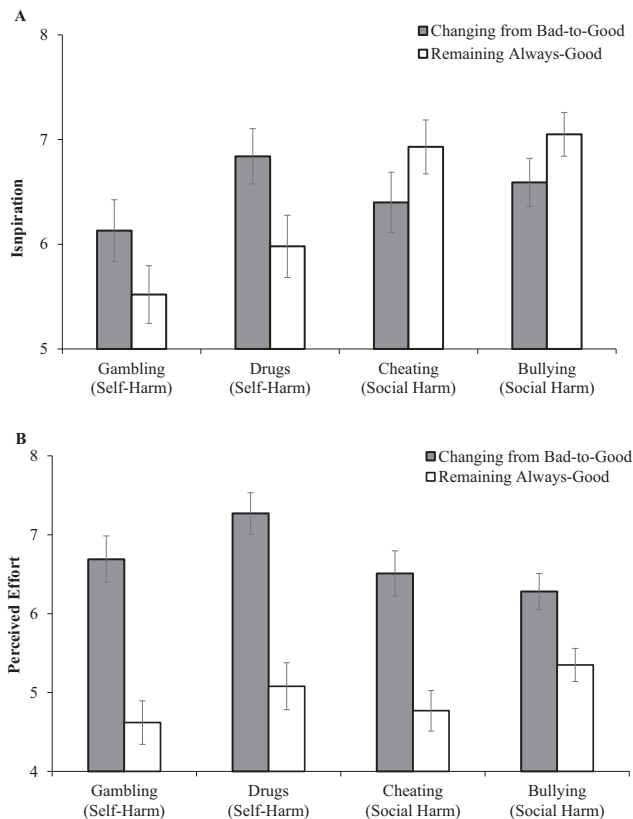 A
8
7
6
5
Isnpiration
Changing from Bad-to-Good
Remaining Always-Good
Gambling
(Self-Harm)
Drugs
(Self-Harm)
Cheating
(Social Harm)
Bullying
(Social Harm)
B
8
7
6
5
4
Perceived Effort
Changing from Bad-to-Good
Remaining Always-Good
Gambling
(Self-Harm)
Drugs
(Self-Harm)
Cheating
(Social Harm)
Bullying
(Social Harm)